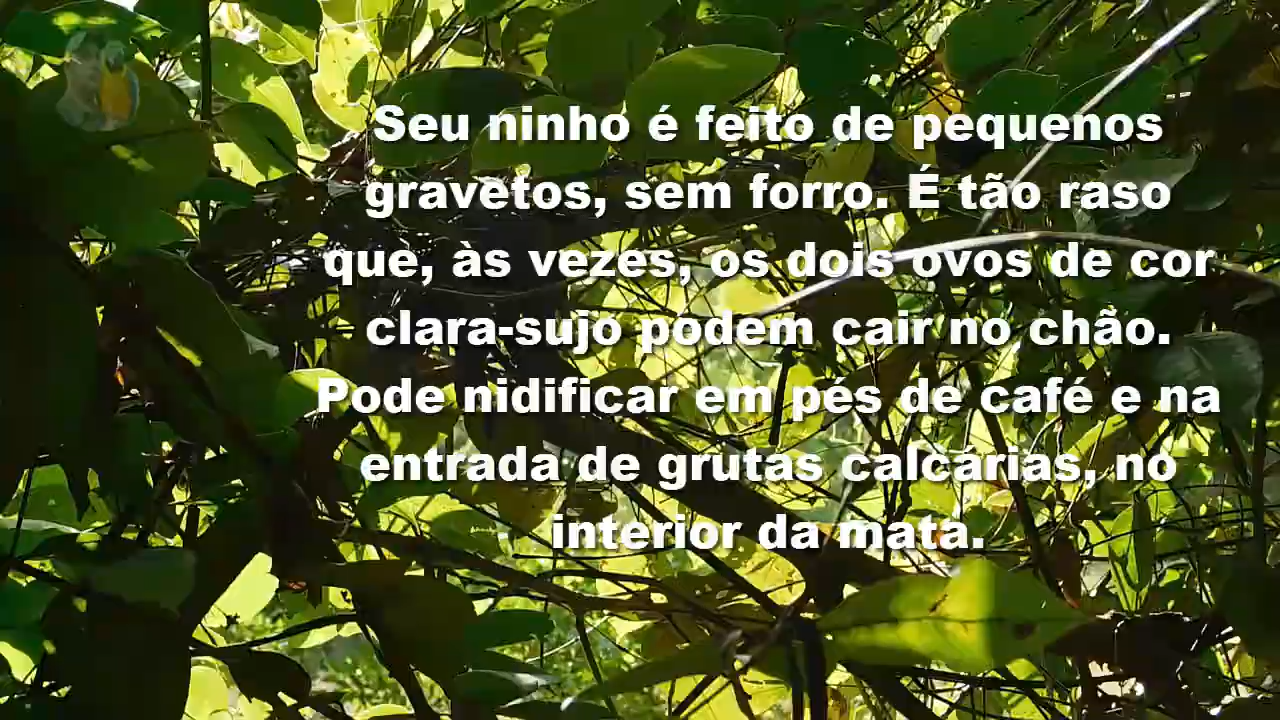 Seu ninho é feito de pequenos
gravetos, sem forro. É tão raso
que, às vezes, os dois ovos de cor
clara-sujo podem cair no chão.
Pode nidificar em pés de café e na
entrada de grutas calcárias, no
interior da mata.